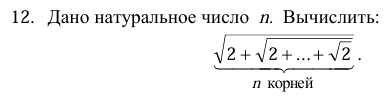 12. Дано натуральное число n. Вычислить:
√(2 + √(2 + ... + √2)) .
n корней